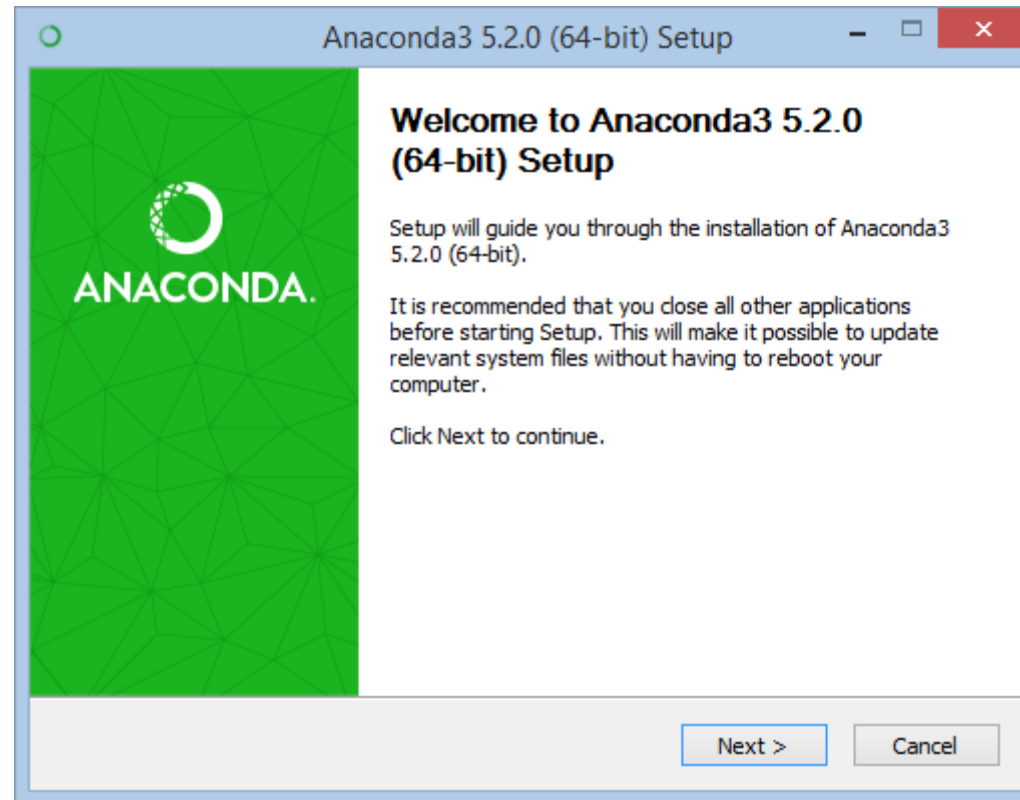 Anaconda3 5.2.0 (64-bit) Setup
ANACONDA.
Welcome to Anaconda3 5.2.0
(64-bit) Setup
Setup will guide you through the installation of Anaconda3
5.2.0 (64-bit).
It is recommended that you close all other applications
before starting Setup. This will make it possible to update
relevant system files without having to reboot your
computer.
Click Next to continue.
Next >
Cancel